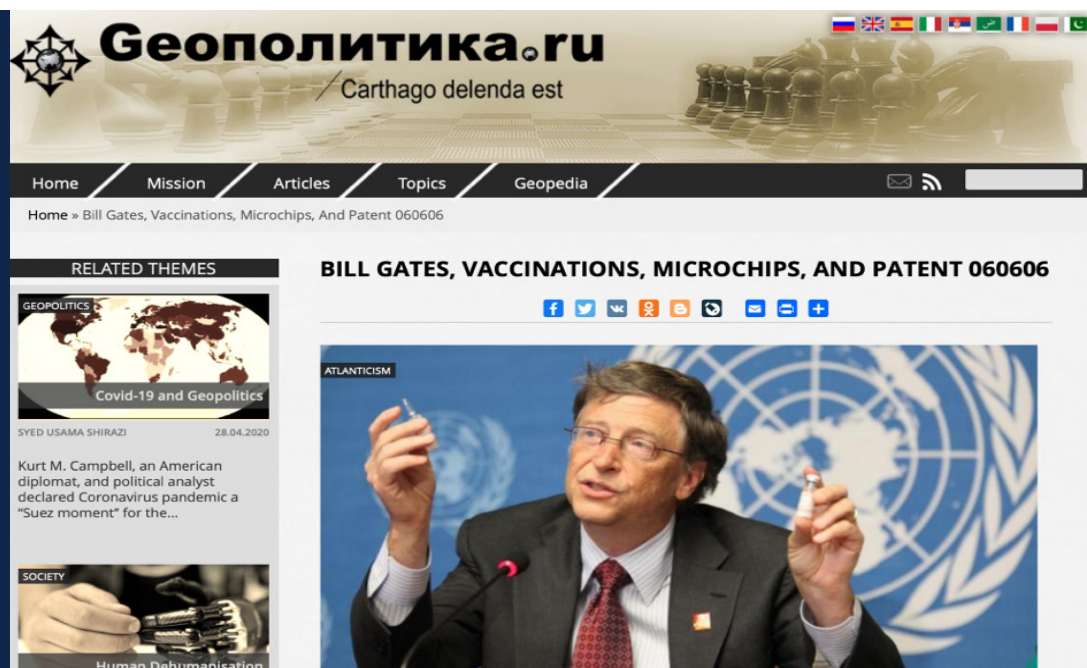 Геополитика.ru
Carthago delenda est
Home
Mission
Articles
Topics
Geopedia
Home » Bill Gates, Vaccinations, Microchips, And Patent 060606
RELATED THEMES
GEOPOLITICS
Covid-19 and Geopolitics
SYED USAMA SHIRAZI
28.04.2020
Kurt M. Campbell, an American
diplomat, and political analyst
declared Coronavirus pandemic a
“Suez moment” for the...
SOCIETY
Human Dehumanisation
BILL GATES, VACCINATIONS, MICROCHIPS, AND PATENT 060606
ATLANTICISM